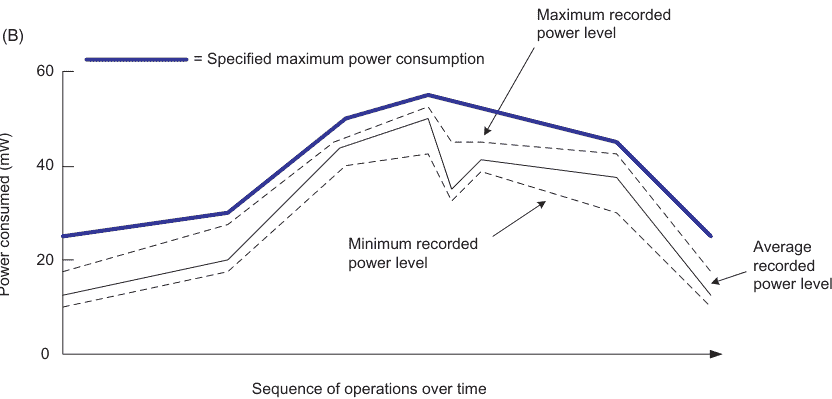 Maximum recorded
power level
(B)
= Specified maximum power consumption
60
40
20
0
Power consumed (mW)
Minimum recorded
power level
Average
recorded
power level
Sequence of operations over time